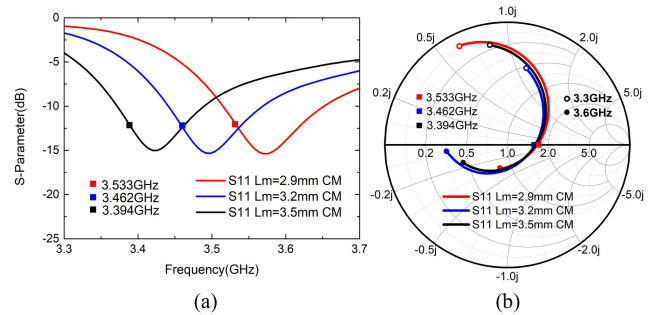 (a)
0
-5
-10
-15
-20
-25
S-Parameter(dB)
3.533GHz
3.462GHz
3.394GHz
S11 Lm=2.9mm CM
S11 Lm=3.2mm CM
S11 Lm=3.5mm CM
3.3 3.4 3.5 3.6 3.7
Frequency(GHz)
(a)
(b)
1.0j
0.5j
2.0j
0.2j
5.0j
3.533GHz
3.462GHz
3.394GHz
3.3GHz
3.6GHz
0.2 0.5 1.0 2.0 5.0
-0.2j
-5.0j
S11 Lm=2.9mm CM
S11 Lm=3.2mm CM
S11 Lm=3.5mm CM
-0.5j
-2.0j
-1.0j
(b)